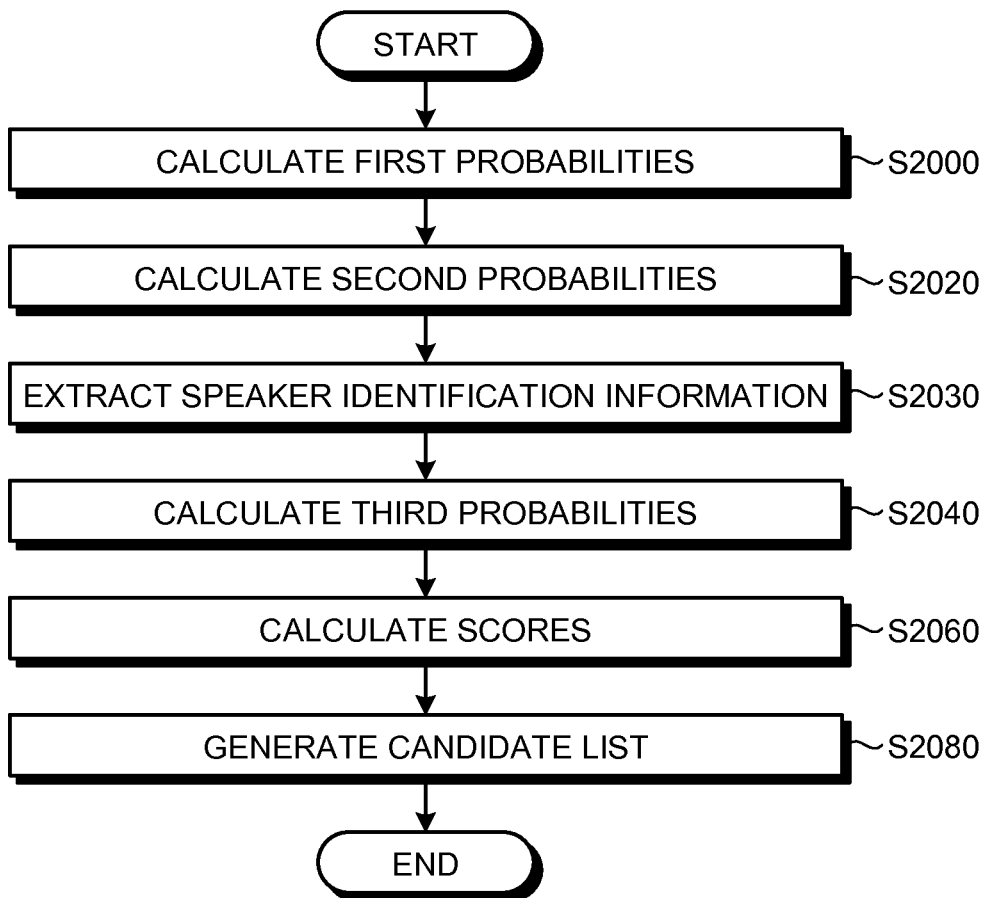 START
CALCULATE FIRST PROBABILITIES S2000
CALCULATE SECOND PROBABILITIES S2020
EXTRACT SPEAKER IDENTIFICATION INFORMATION S2030
CALCULATE THIRD PROBABILITIES S2040
CALCULATE SCORES S2060
GENERATE CANDIDATE LIST S2080
END